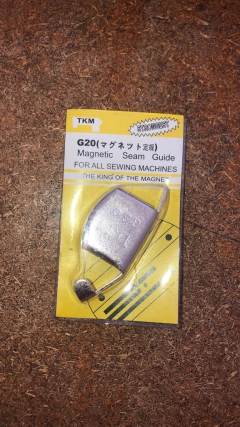 TKM
G20(マグネット定規)
Magnetic Seam Guide
FOR ALL SEWING MACHINES
THE KING OF THE MAGNET